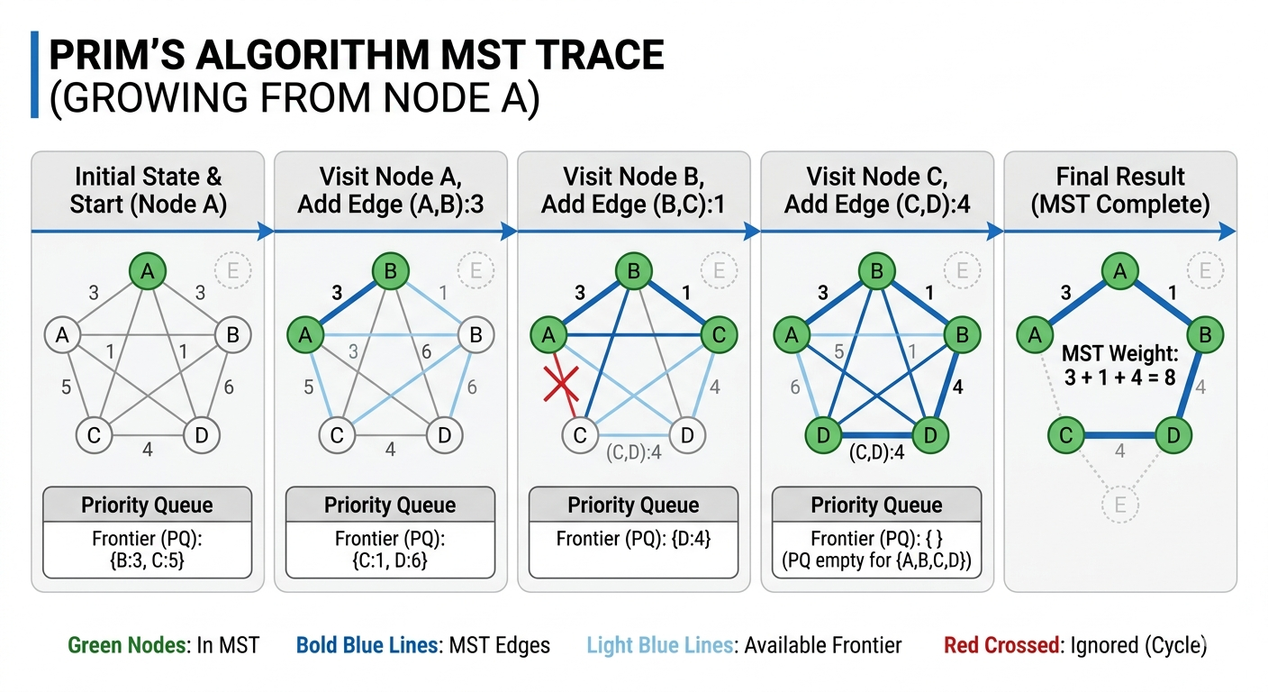 PRIM'S ALGORITHM MST TRACE
(GROWING FROM NODE A)
Initial State &
Start (Node A)
A
E
3
3
A
B
1
1
5
6
C
D
4
Priority Queue
Frontier (PQ):
{B:3, C:5}
Visit Node A,
Add Edge (A,B):3
B
E
3
1
A
B
3
6
5
6
C
D
4
Priority Queue
Frontier (PQ):
{C:1, D:6}
Visit Node B,
Add Edge (B,C):1
B
E
3
1
A
C
4
C
D
(C,D):4
Priority Queue
Frontier (PQ): {D:4}
Visit Node C,
Add Edge (C,D):4
B
E
3
1
A
B
5
1
6
4
D
D
(C,D):4
Priority Queue
Frontier (PQ): { }
(PQ empty for {A,B,C,D})
Final Result
(MST Complete)
A
E
3
1
A
B
MST Weight:
3 + 1 + 4 = 8
4
C
D
4
E
Green Nodes: In MST
Bold Blue Lines: MST Edges
Light Blue Lines: Available Frontier
Red Crossed: Ignored (Cycle)